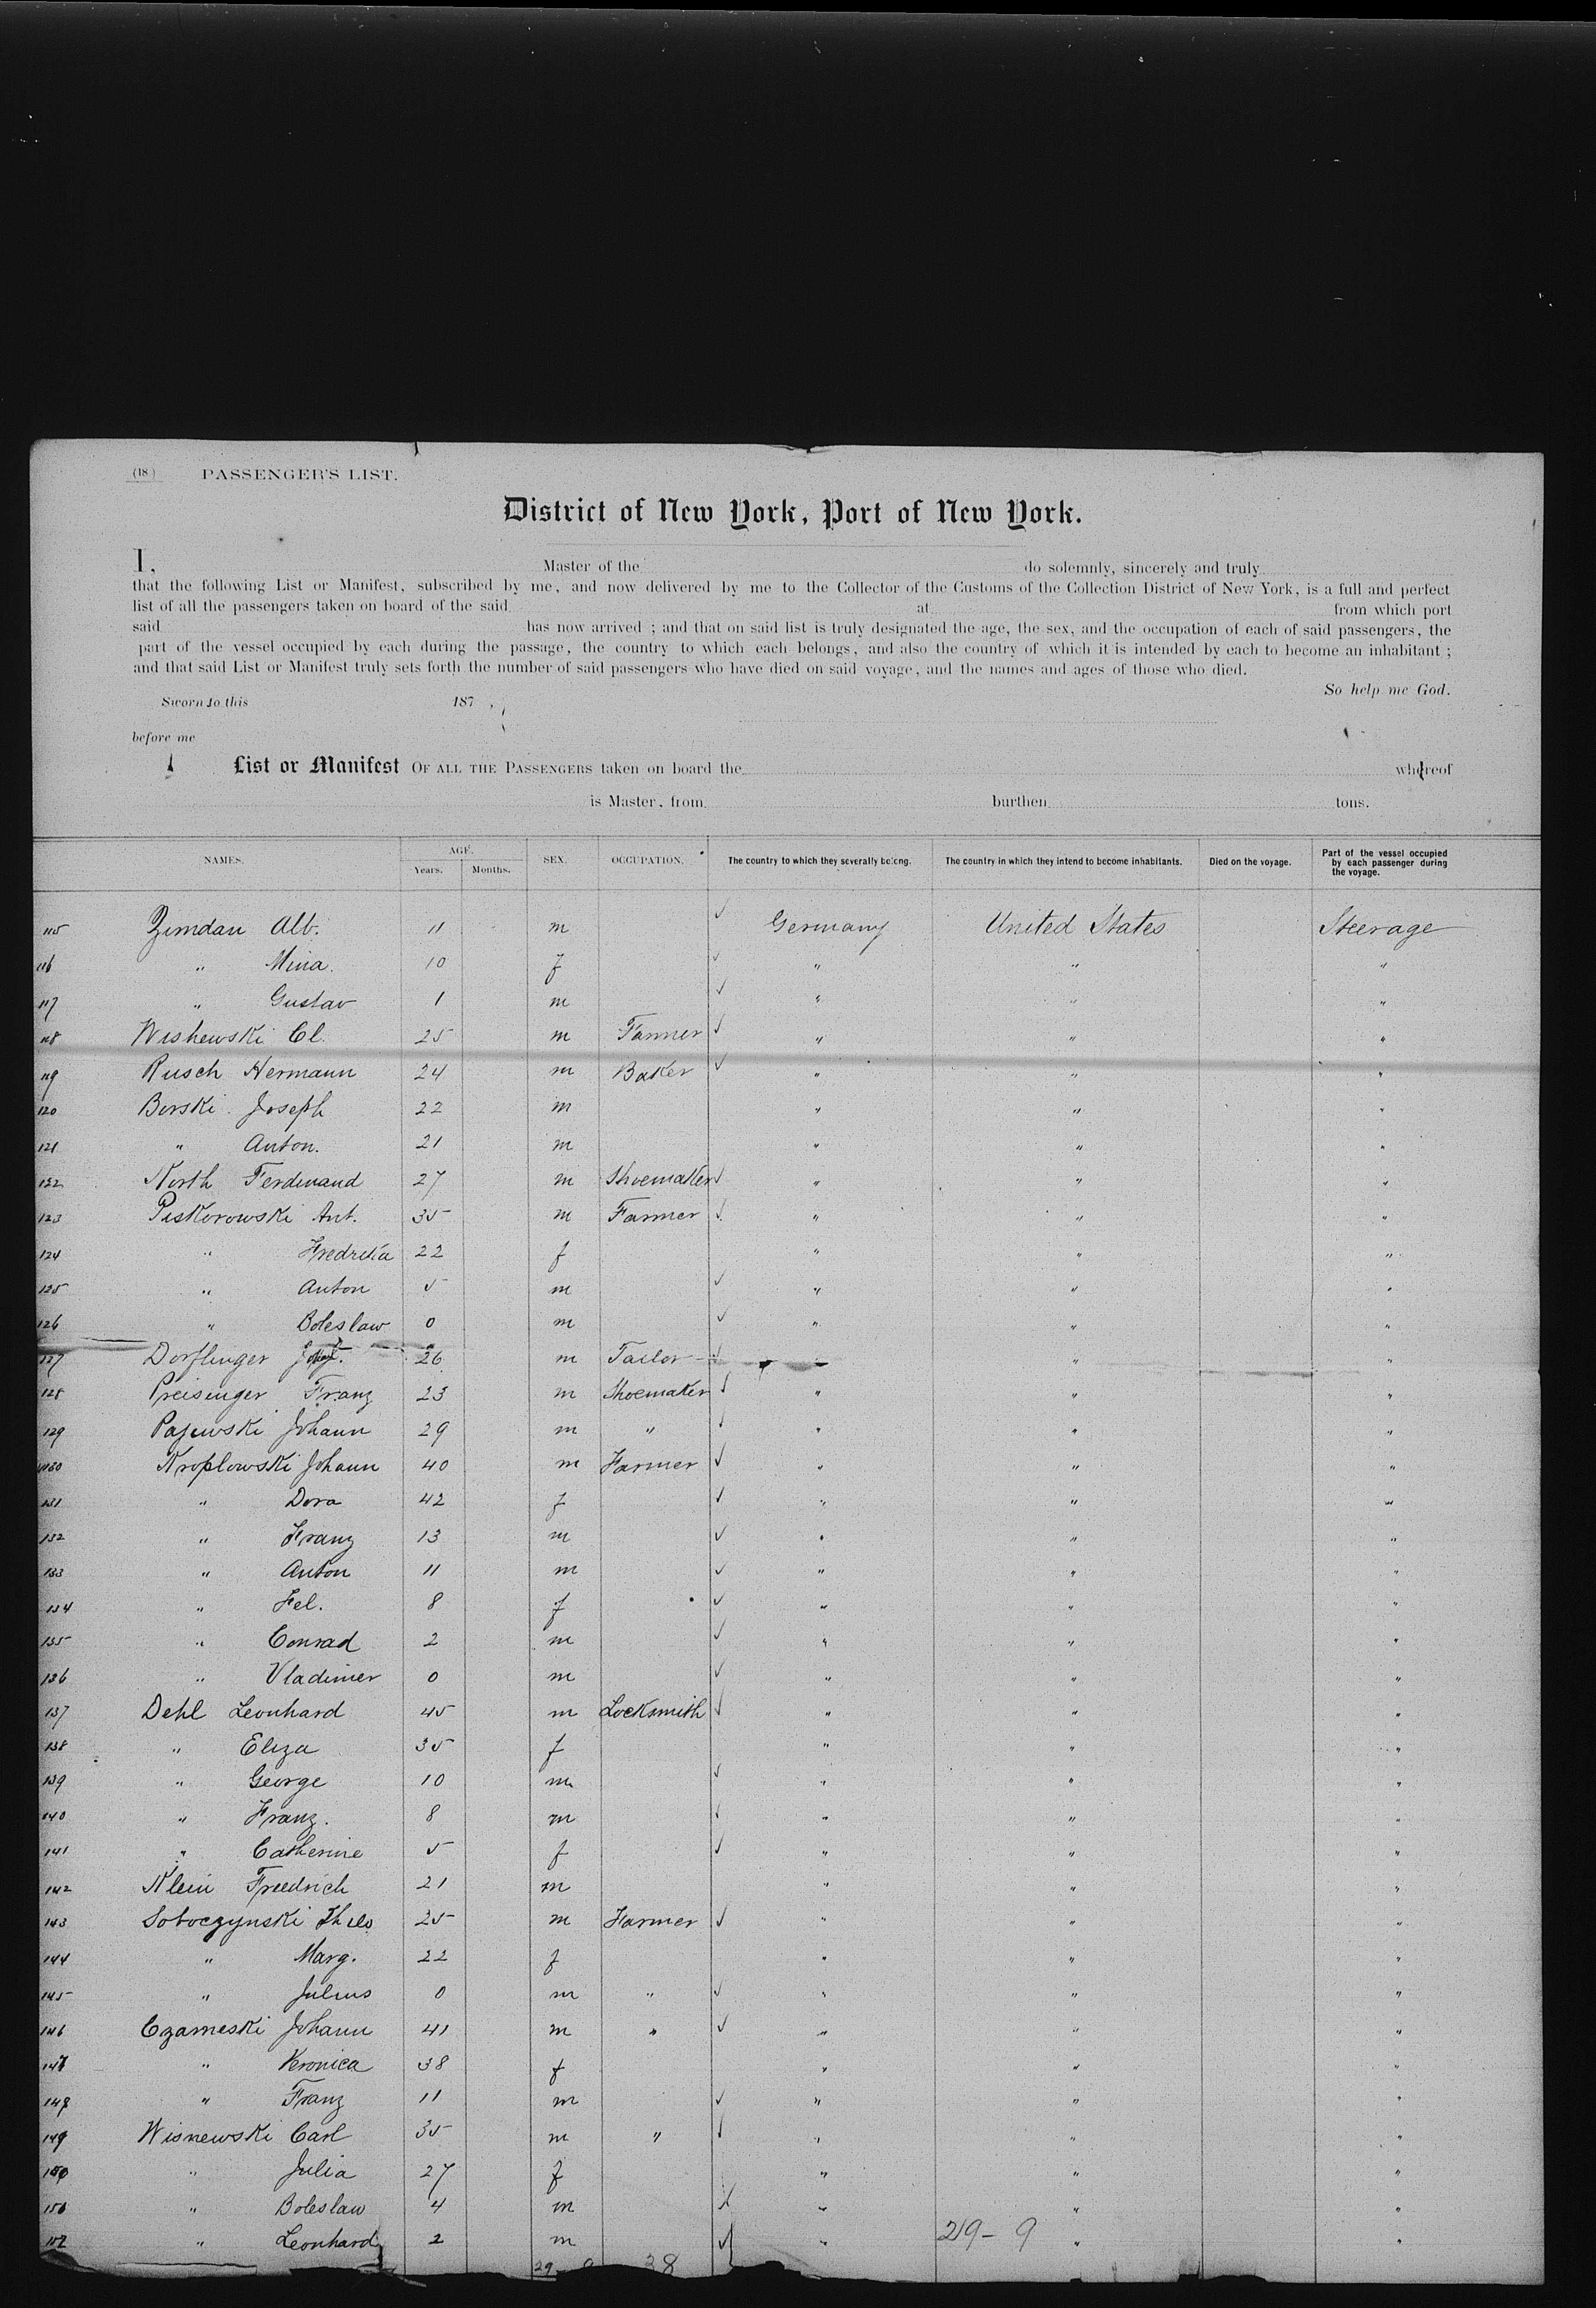 (18) PASSENGER'S LIST.
District of New York, Port of New York.
I, Master of the do solemnly, sincerely and truly
that the following List or Manifest, subscribed by me, and now delivered by me to the Collector of the Customs of the Collection District of New York, is a full and perfect
list of all the passengers taken on board of the said at from which port
said has now arrived ; and that on said list is truly designated the age, the sex, and the occupation of each of said passengers, the
part of the vessel occupied by each during the passage, the country to which each belongs, and also the country of which it is intended by each to become an inhabitant ;
and that said List or Manifest truly sets forth the number of said passengers who have died on said voyage, and the names and ages of those who died.
So help me God.
Sworn to this 187 ,
before me
List or Manifest OF ALL THE PASSENGERS taken on board the whereof
is Master, from burthen tons.
NAMES. AGE. Years. Months. SEX. OCCUPATION. The country to which they severally belong. The country in which they intend to become inhabitants. Died on the voyage. Part of the vessel occupied by each passenger during the voyage.
115 Zimdau Alb. 11 m Germany United States Steerage
116 " Mina. 10 f " " "
117 " Gustav 1 m " " "
118 Wishewski Cl. 25 m Farmer " " "
119 Rusch Hermann 24 m Baker " " "
120 Borski Joseph 22 m " " "
121 " Anton. 21 m " " "
122 North Ferdinand 27 m Shoemaker " " "
123 Piskorowski Ant. 35 m Farmer " " "
124 " Fredricka 22 f " " "
125 " Anton 5 m " " "
126 " Boleslaw 0 m " " "
127 Dorflinger 26 m Tailor " "
128 Preisinger Franz 23 m Shoemaker " " "
129 Pajewski Johann 29 m " " " "
130 Kroplowski Johann 40 m Farmer " " "
131 " Dora 42 f " " "
132 " Franz 13 m " " "
133 " Anton 11 m " " "
134 " Fel. 8 f " " "
135 " Conrad 2 m " " "
136 " Vladimer 0 m " " "
137 Dehl Leonhard 45 m Locksmith " " "
138 " Eliza 35 f " " "
139 " George 10 m " " "
140 " Franz. 8 m " " "
141 " Catherine 5 f " " "
142 Klein Freedrich 21 m " " "
143 Soboczynski 25 m Farmer " " "
144 " Marg. 22 f " " "
145 " Julius 0 m " " " "
146 Czarneski Johann 41 m " " " "
147 " Veronica 38 f " " "
148 " Franz 11 m " " "
149 Wisnewski Carl 35 m " " " "
150 " Julia 27 f " " "
151 " Boleslaw 4 m " " "
152 " Leonhard 2 m " " "
219 - 9
29 38